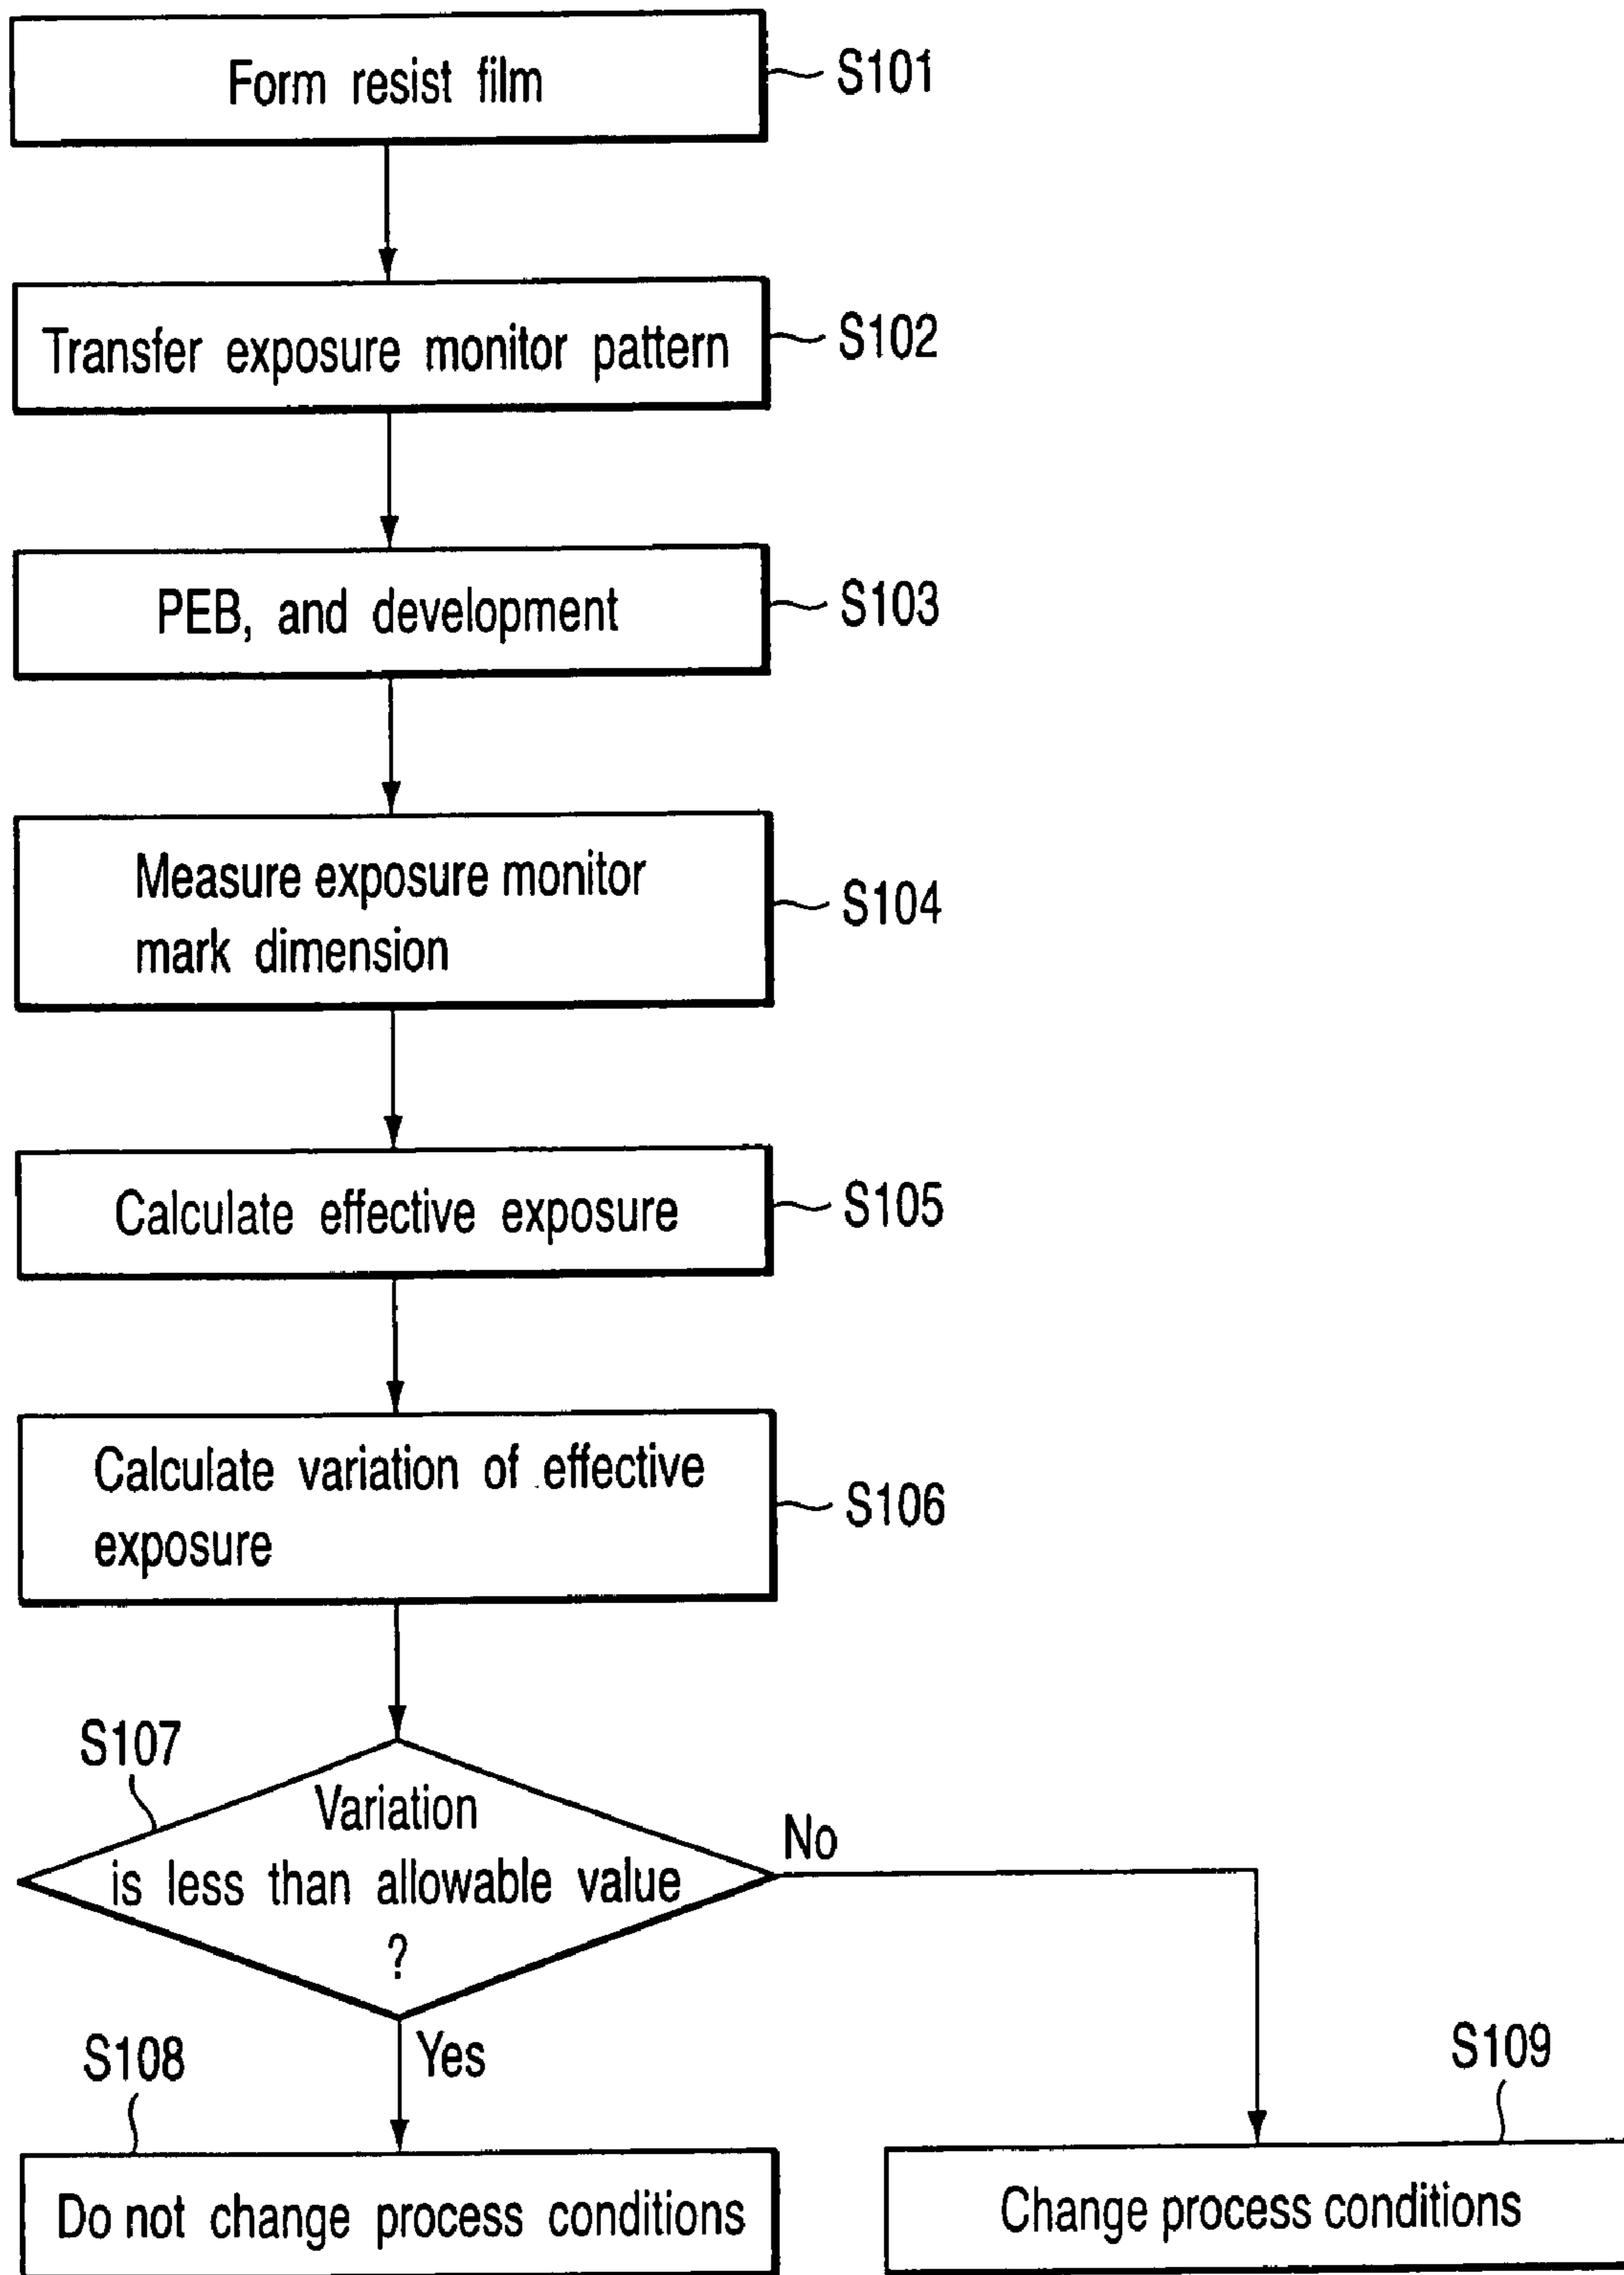 Form resist film
S101
Transfer exposure monitor pattern
S102
PEB, and development
S103
Measure exposure monitor
mark dimension
S104
Calculate effective exposure
S105
Calculate variation of effective
exposure
S106
S107
Variation
is less than allowable value
?
No
Yes
S108
Do not change process conditions
S109
Change process conditions